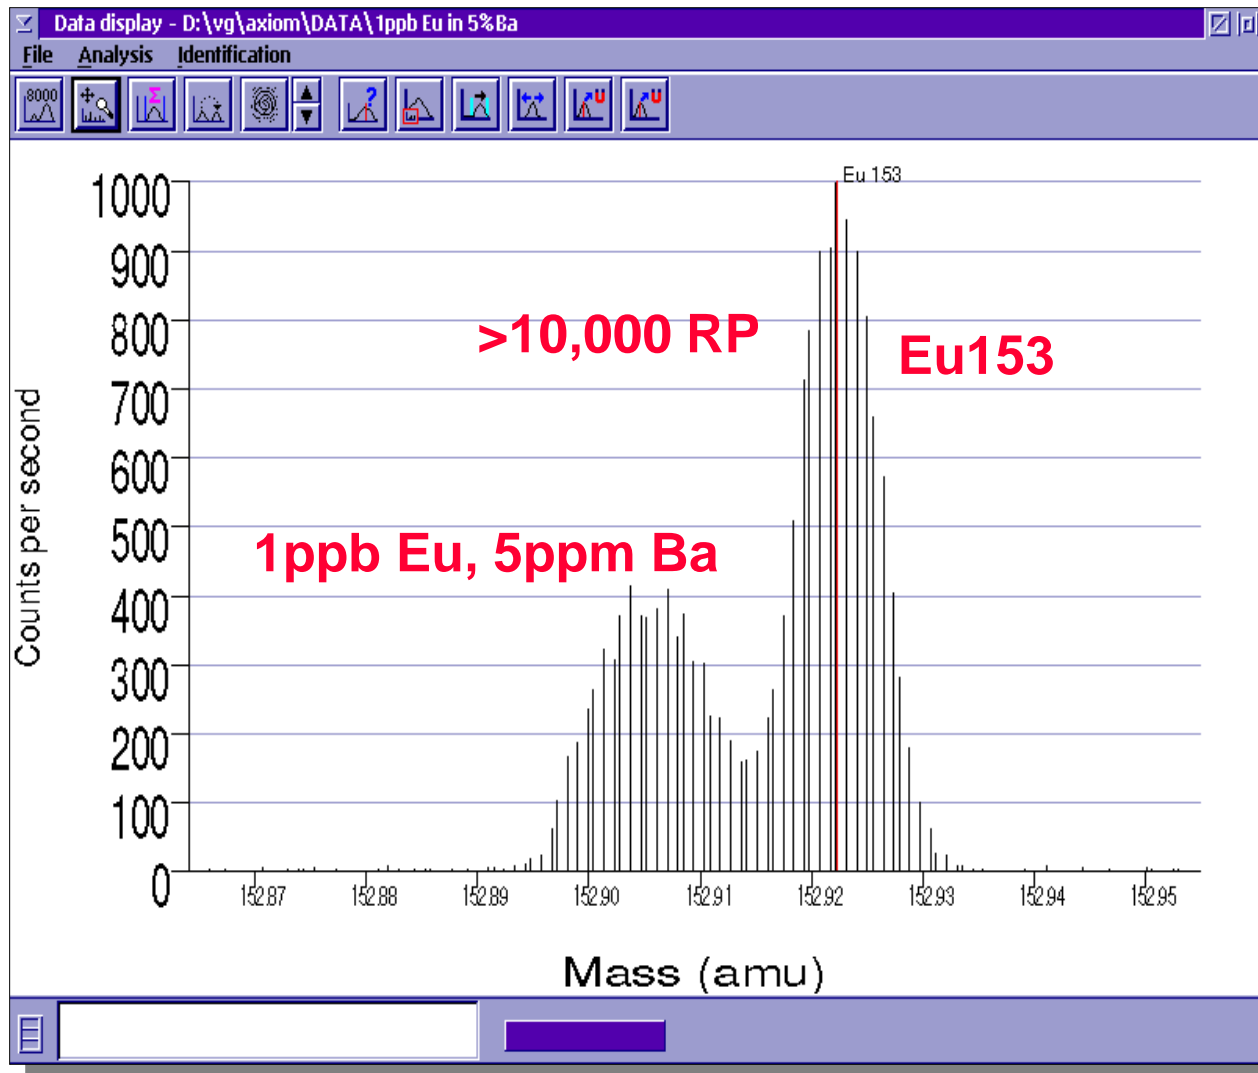 Data display - D:\vg\axiom\DATA\1ppb Eu in 5%Ba
File Analysis Identification
8000
Σ
?
U
U
Eu 153
1000
900
800
700
600
500
400
300
200
100
0
>10,000 RP
Eu153
1ppb Eu, 5ppm Ba
Counts per second
152.87 152.88 152.89 152.90 152.91 152.92 152.93 152.94 152.95
Mass (amu)